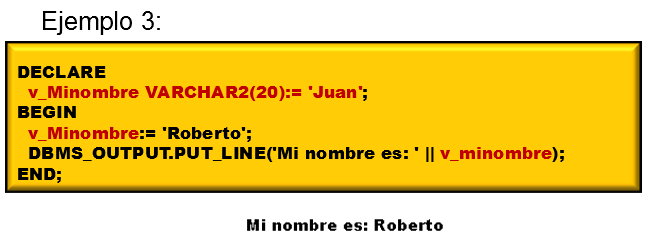 Ejemplo 3:
DECLARE
v_Minombre VARCHAR2(20):= 'Juan';
BEGIN
v_Minombre:= 'Roberto';
DBMS_OUTPUT.PUT_LINE('Mi nombre es: ' || v_minombre);
END;
Mi nombre es: Roberto